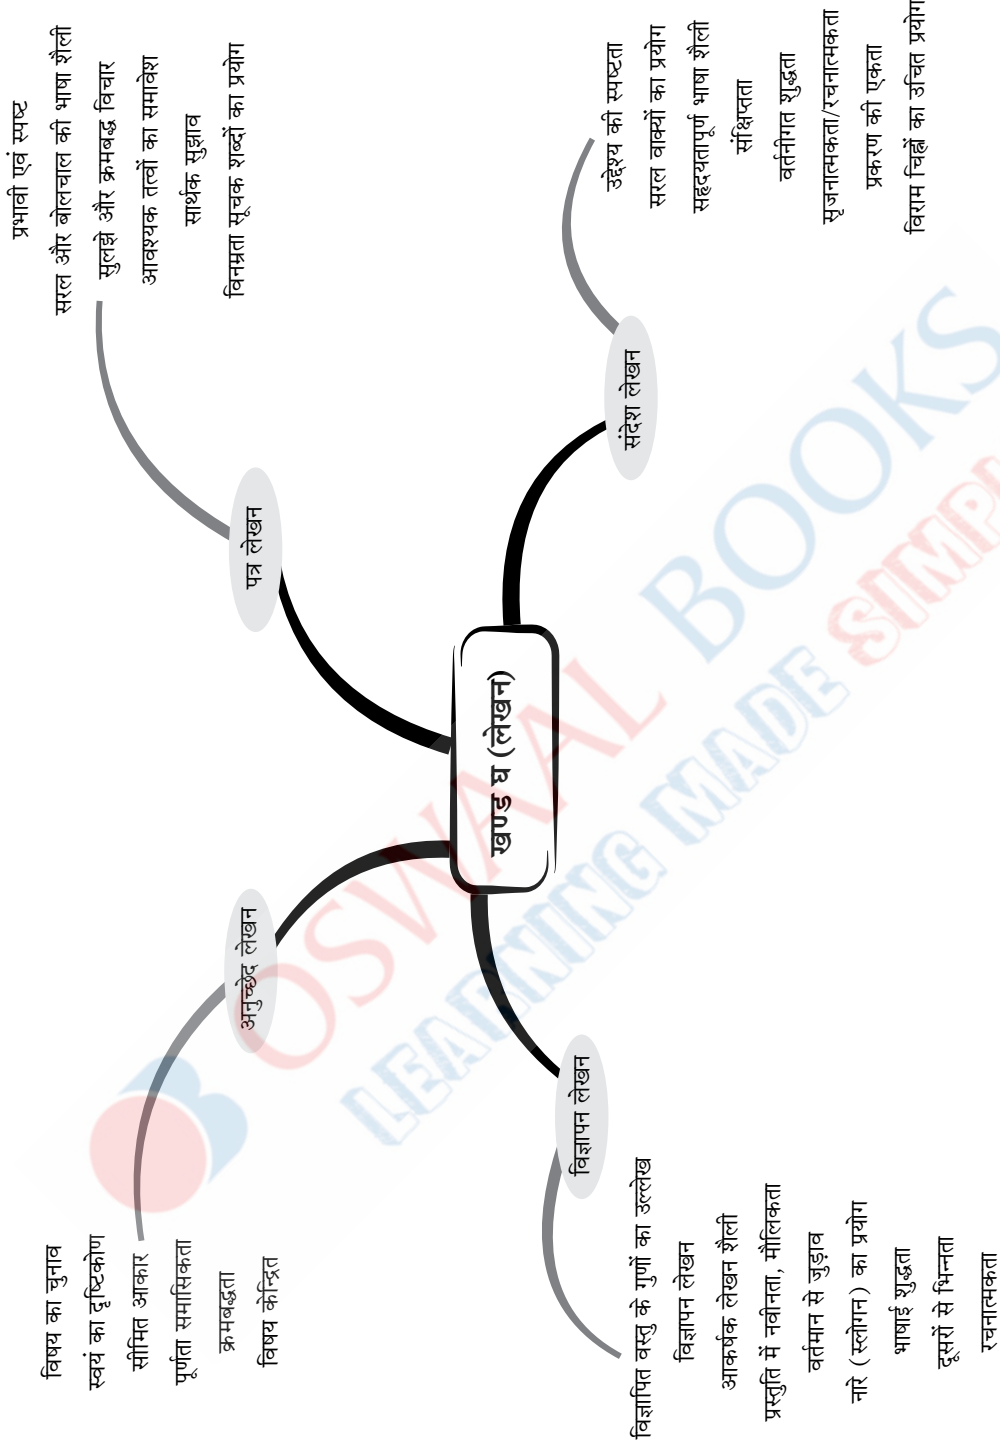 खण्ड घ (लेखन)
अनुच्छेद लेखन
विषय का चुनाव
स्वयं का दृष्टिकोण
सीमित आकार
पूर्णता समासिकता
क्रमबद्धता
विषय केन्द्रित
पत्र लेखन
प्रभावी एवं स्पष्ट
सरल और बोलचाल की भाषा शैली
सुलझे और क्रमबद्ध विचार
आवश्यक तत्वों का समावेश
सार्थक सुझाव
विनम्रता सूचक शब्दों का प्रयोग
विज्ञापन लेखन
विज्ञापित वस्तु के गुणों का उल्लेख
विज्ञापन लेखन
आकर्षक लेखन शैली
प्रस्तुति में नवीनता, मौलिकता
वर्तमान से जुड़ाव
नारे (स्लोगन) का प्रयोग
भाषाई शुद्धता
दूसरों से भिन्नता
रचनात्मकता
संदेश लेखन
उद्देश्य की स्पष्टता
सरल वाक्यों का प्रयोग
सहृदयतापूर्ण भाषा शैली
संक्षिप्तता
वर्तनीगत शुद्धता
सृजनात्मकता/रचनात्मकता
प्रकरण की एकता
विराम चिह्नों का उचित प्रयोग
OSWAAL BOOKS
LEARNING MADE